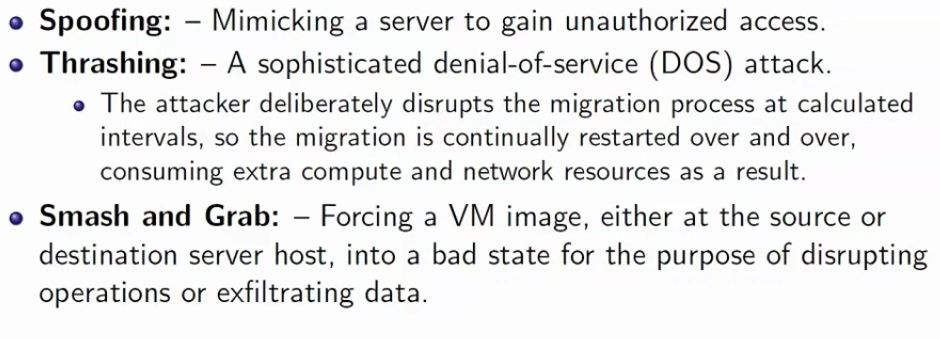 Spoofing: – Mimicking a server to gain unauthorized access.
Thrashing: – A sophisticated denial-of-service (DOS) attack.
The attacker deliberately disrupts the migration process at calculated
intervals, so the migration is continually restarted over and over,
consuming extra compute and network resources as a result.
Smash and Grab: – Forcing a VM image, either at the source or
destination server host, into a bad state for the purpose of disrupting
operations or exfiltrating data.